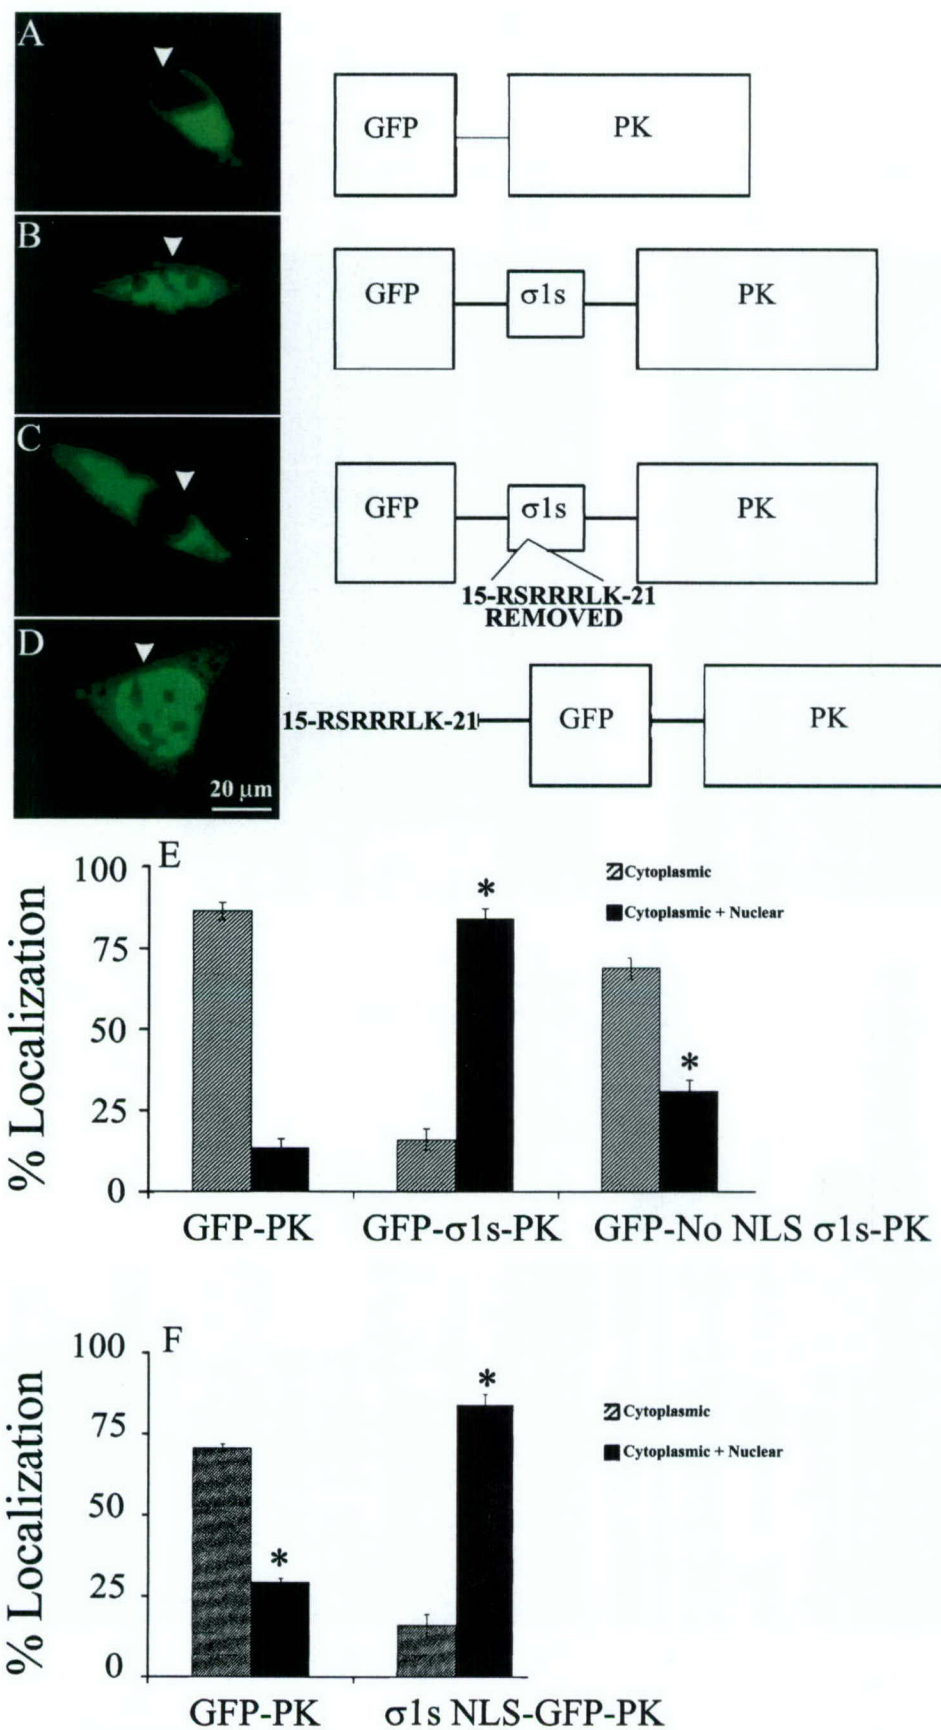 A
GFP
PK
B
GFP
σ1s
PK
C
GFP
σ1s
PK
15-RSRRRLK-21
REMOVED
D
15-RSRRRLK-21
GFP
PK
20 μm
E
% Localization
100
75
50
25
0
*
*
Cytoplasmic
Cytoplasmic + Nuclear
GFP-PK
GFP-σ1s-PK
GFP-No NLS σ1s-PK
F
% Localization
100
75
50
25
0
*
*
Cytoplasmic
Cytoplasmic + Nuclear
GFP-PK
σ1s NLS-GFP-PK